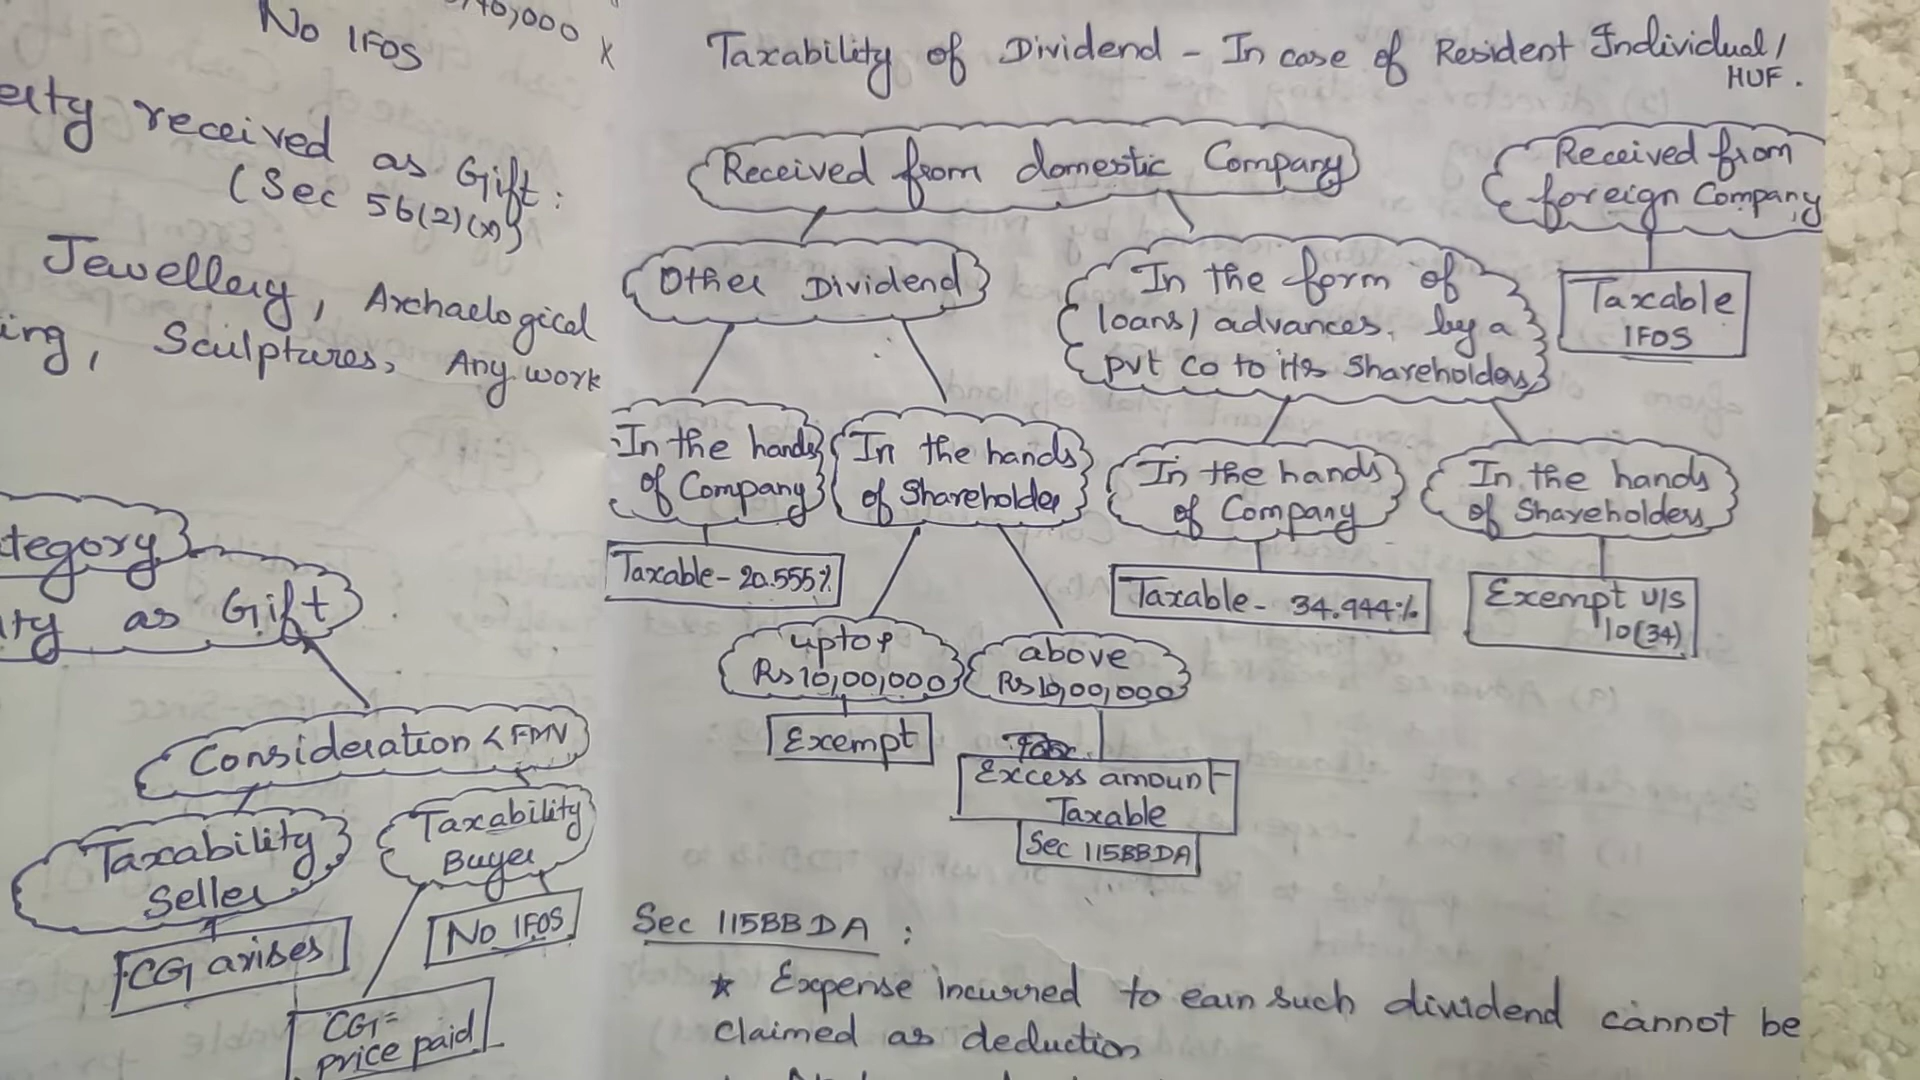 No IFOS
40,000 x
erty received as Gift:
(Sec 56(2)(x))
Jewellery, Archaelogical
ing, Sculptures, Any work
tegory
ity as Gift
Consideration < FMV
Taxability
Seller
Taxability
Buyer
CG arises
No IFOS
CG =
price paid
Taxability of Dividend - In case of Resident Individual /
HUF.
Received from domestic Company
Received from
foreign Company
Other Dividend
In the form of
loans / advances, by a
pvt co to its shareholders
Taxable
IFOS
In the hands
of Company
In the hands
of Shareholder
In the hands
of Company
In the hands
of Shareholders
Taxable - 20.555%
Taxable - 34.944%
Exempt u/s
10(34)
upto
Rs 10,00,000
above
Rs 10,00,000
Exempt
Excess amount
Taxable
Sec 115BBDA
Sec 115BBDA :
* Expense incurred to earn such dividend cannot be
claimed as deduction